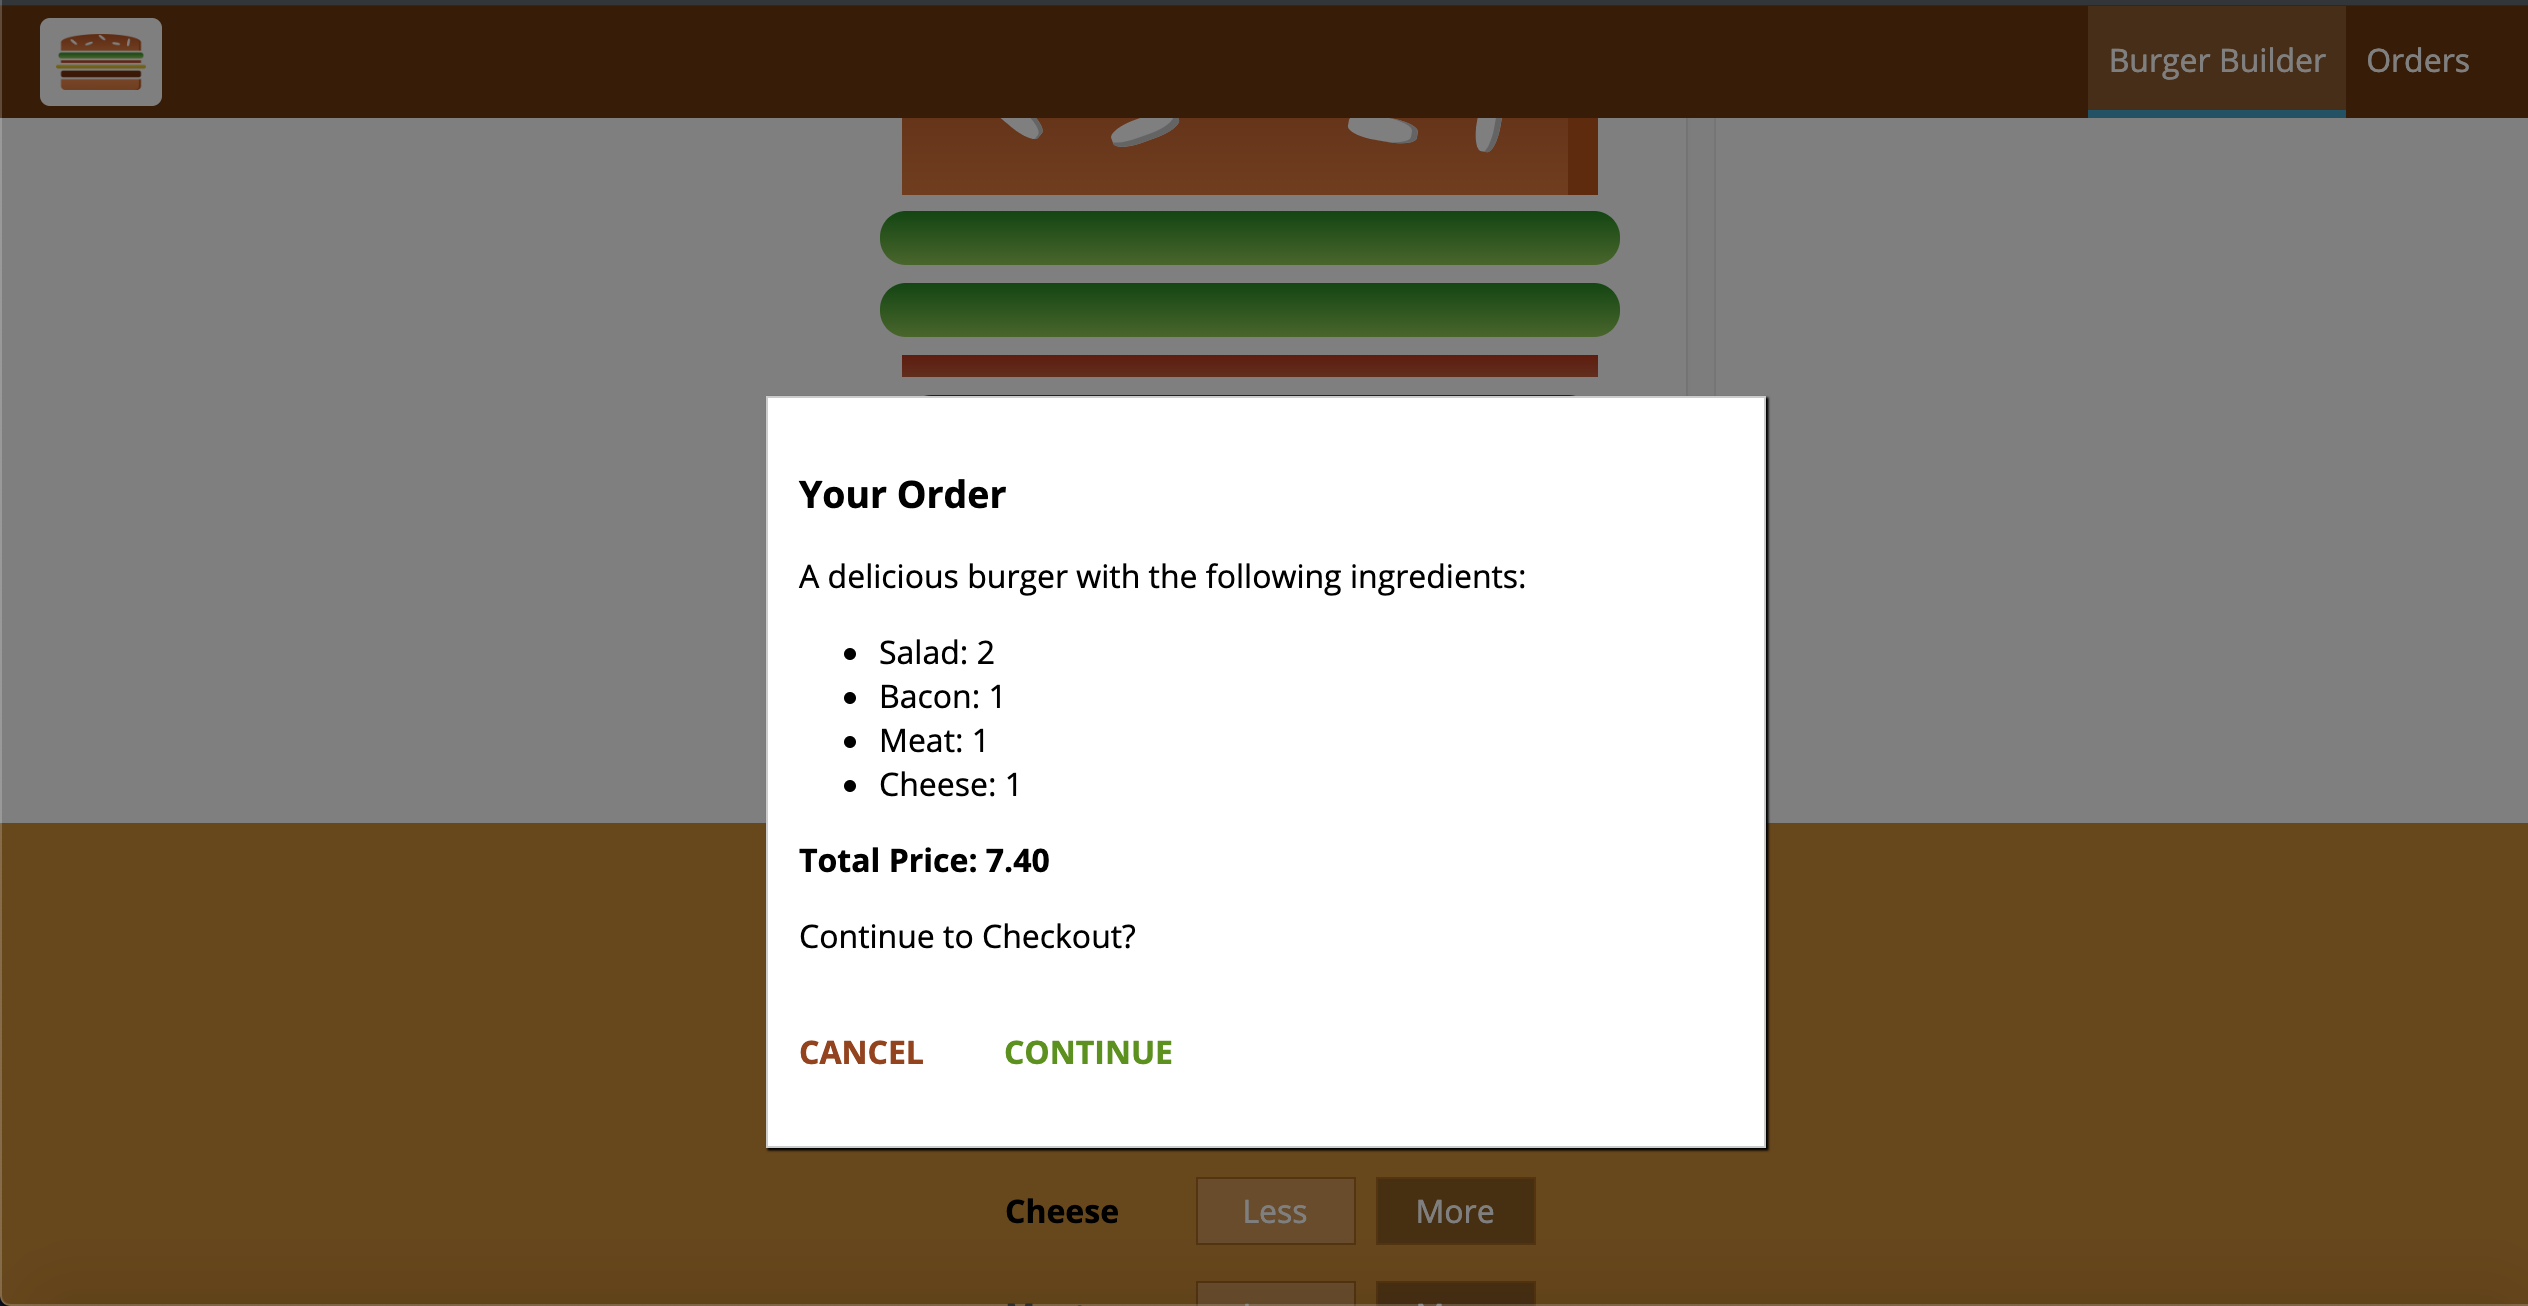 Burger Builder Orders
Your Order
A delicious burger with the following ingredients:
Salad: 2
Bacon: 1
Meat: 1
Cheese: 1
Total Price: 7.40
Continue to Checkout?
CANCEL CONTINUE
Cheese Less More